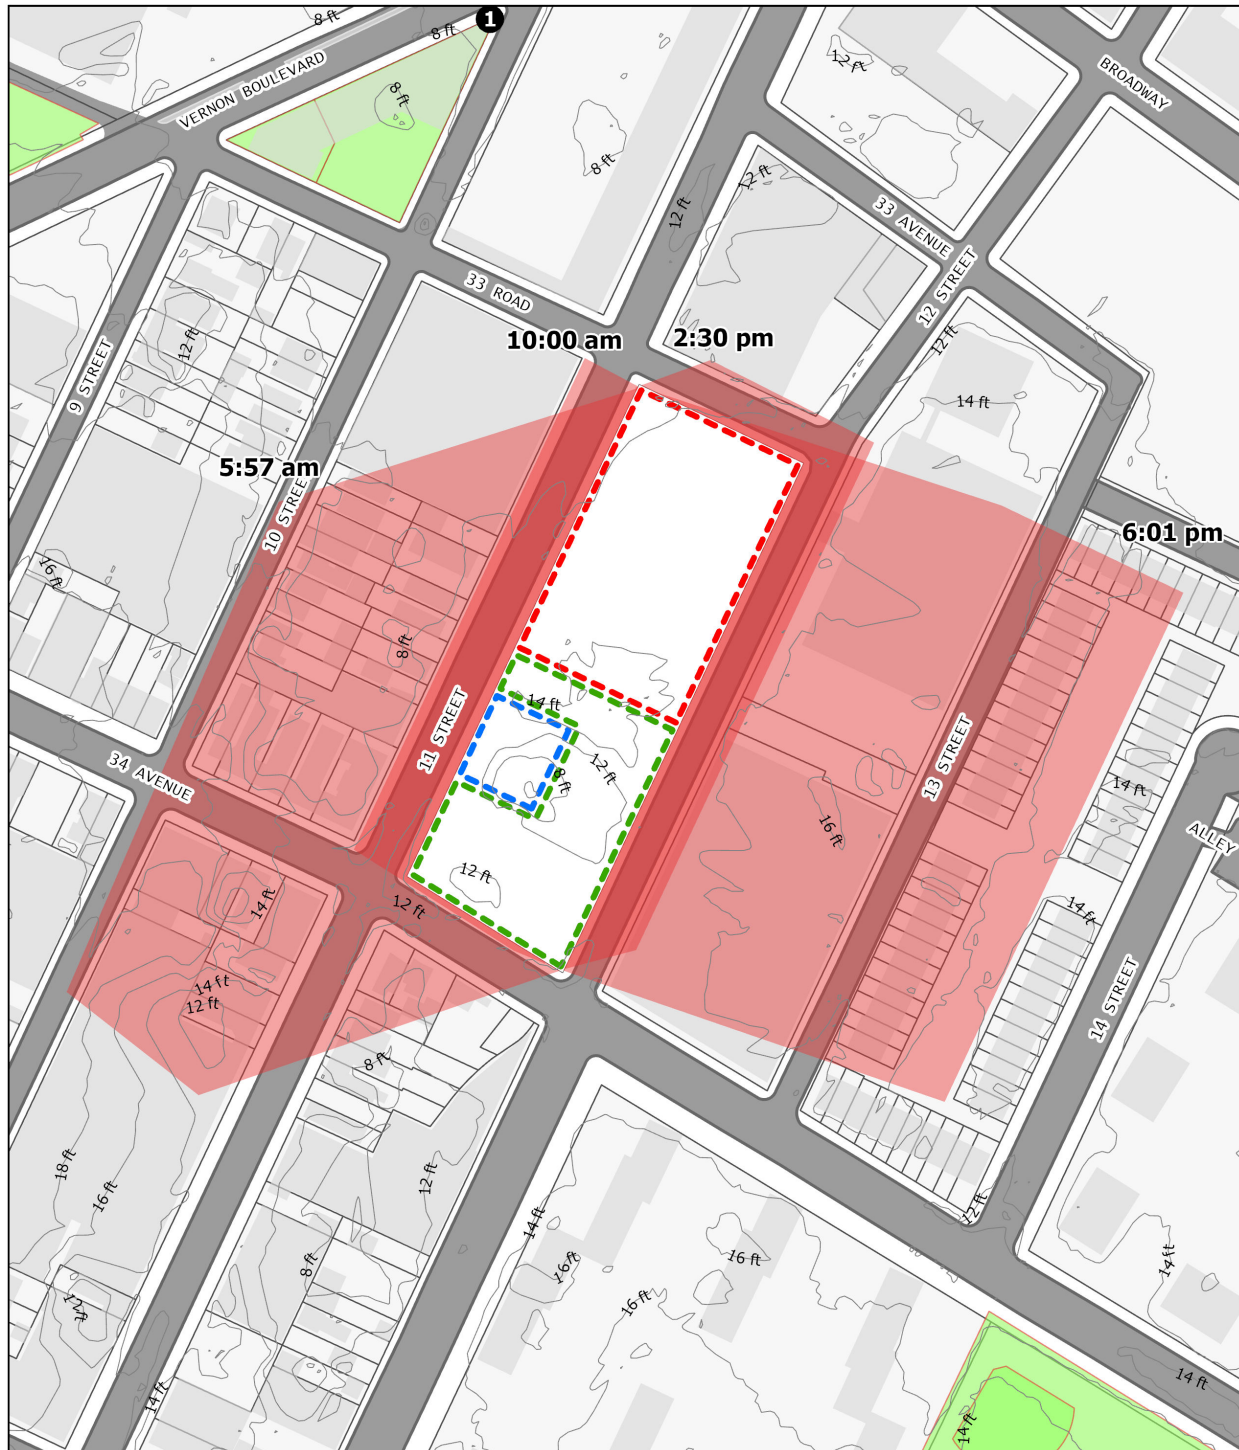 8 ft
1
8 ft
VERNON BOULEVARD
8 ft
12 ft
BROADWAY
8 ft
12 ft
12 ft
33 AVENUE
12 STREET
33 ROAD
10:00 am
2:30 pm
12 ft
12 ft
9 STREET
14 ft
5:57 am
10 STREET
6:01 pm
16 ft
8 ft
14 ft
11 STREET
34 AVENUE
12 ft
8 ft
13 STREET
14 ft
16 ft
ALLEY
12 ft
14 ft
12 ft
14 ft
14 ft
12 ft
14 STREET
8 ft
18 ft
16 ft
12 ft
12 ft
14 ft
8 ft
16 ft
16 ft
14 ft
16 ft
12 ft
14 ft
14 ft
14 ft